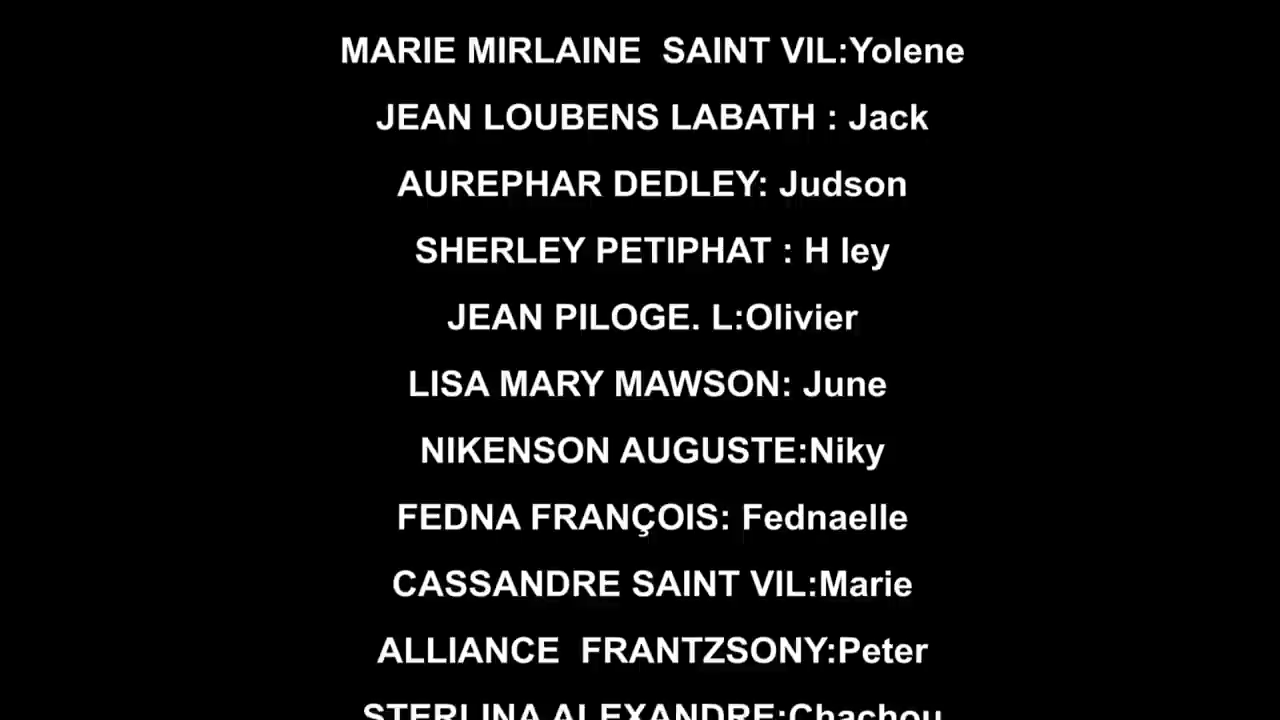 MARIE MIRLAINE  SAINT VIL:Yolene
JEAN LOUBENS LABATH : Jack
AUREPHAR DEDLEY: Judson
SHERLEY PETIPHAT : H ley
JEAN PILOGE. L:Olivier
LISA MARY MAWSON: June
NIKENSON AUGUSTE:Niky
FEDNA FRANÇOIS: Fednaelle
CASSANDRE SAINT VIL:Marie
ALLIANCE  FRANTZSONY:Peter
STERLINA ALEXANDRE:Chachou